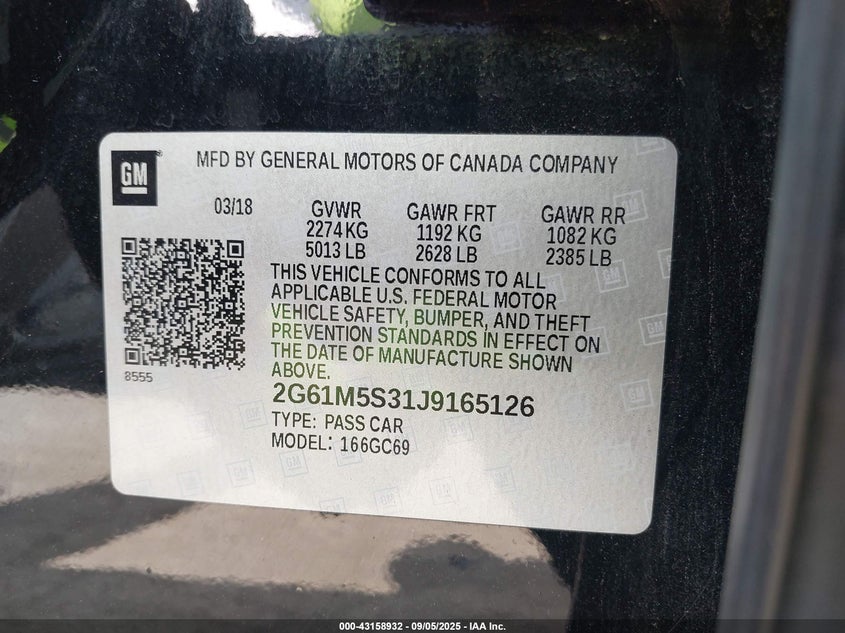 GM
MFD BY GENERAL MOTORS OF CANADA COMPANY
03/18 GVWR GAWR FRT GAWR RR
2274 KG 1192 KG 1082 KG
5013 LB 2628 LB 2385 LB
THIS VEHICLE CONFORMS TO ALL
APPLICABLE U.S. FEDERAL MOTOR
VEHICLE SAFETY, BUMPER, AND THEFT
PREVENTION STANDARDS IN EFFECT ON
THE DATE OF MANUFACTURE SHOWN
ABOVE.
8555
2G61M5S31J9165126
TYPE: PASS CAR
MODEL: 166GC69
000-43158932 - 09/05/2025 - IAA Inc.